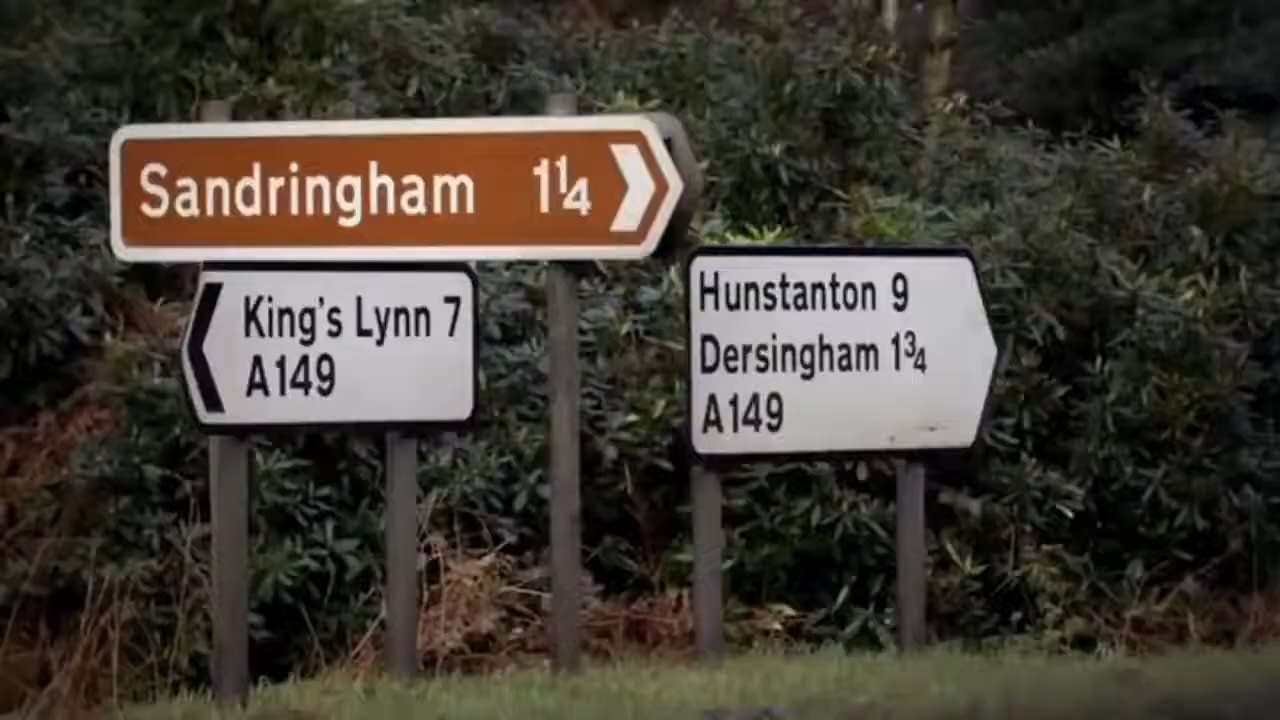 Sandringham 1¼
King's Lynn 7
A149
Hunstanton 9
Dersingham 1¾
A149